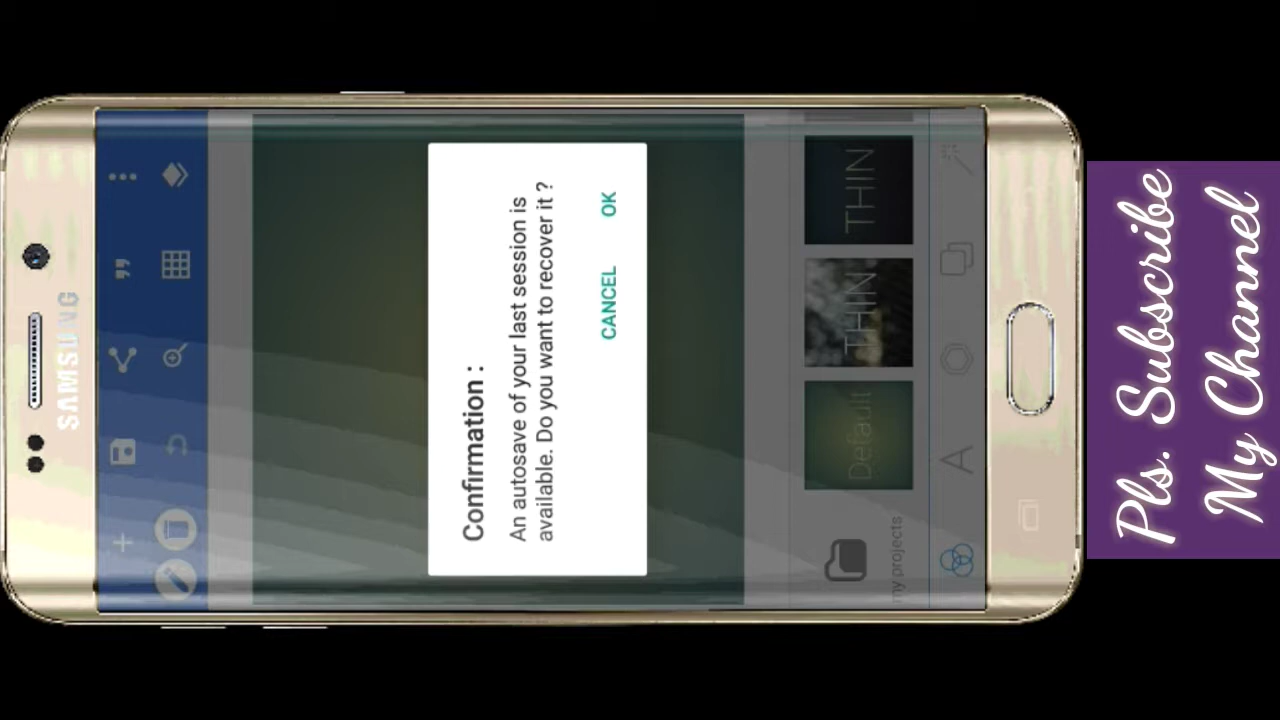 SAMSUNG
Confirmation :
An autosave of your last session is
available. Do you want to recover it ?
CANCEL OK
my projects
Default
THIN
THIN
A
Pls. Subscribe
My Channel